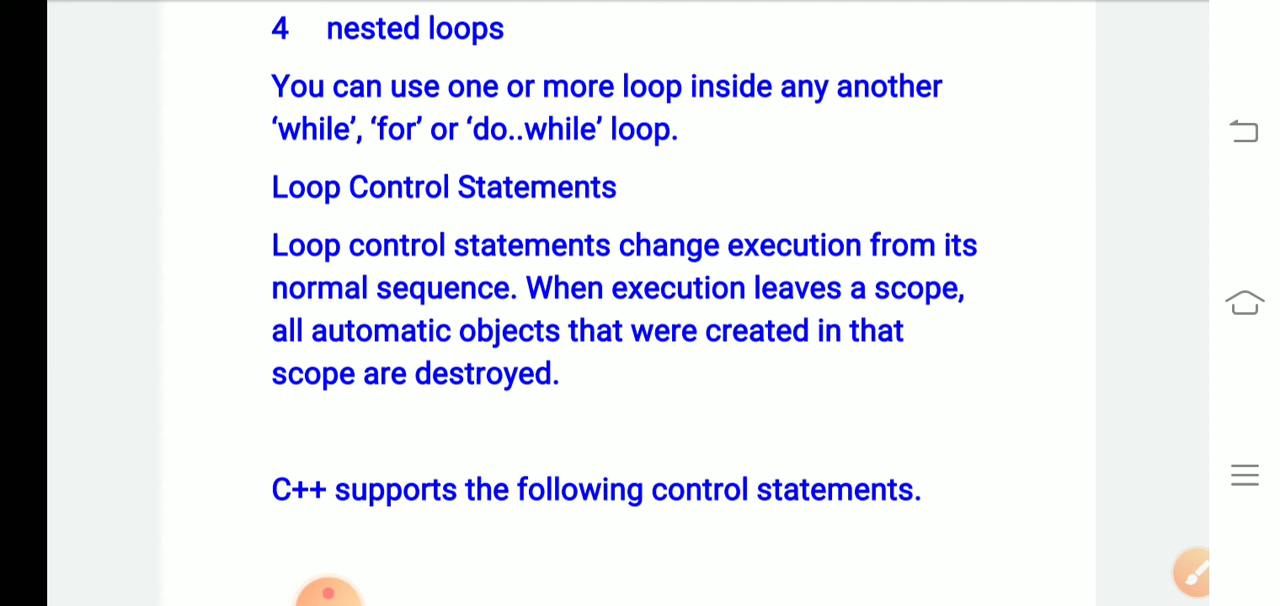 4 nested loops
You can use one or more loop inside any another
‘while’, ‘for’ or ‘do..while’ loop.
Loop Control Statements
Loop control statements change execution from its
normal sequence. When execution leaves a scope,
all automatic objects that were created in that
scope are destroyed.
C++ supports the following control statements.